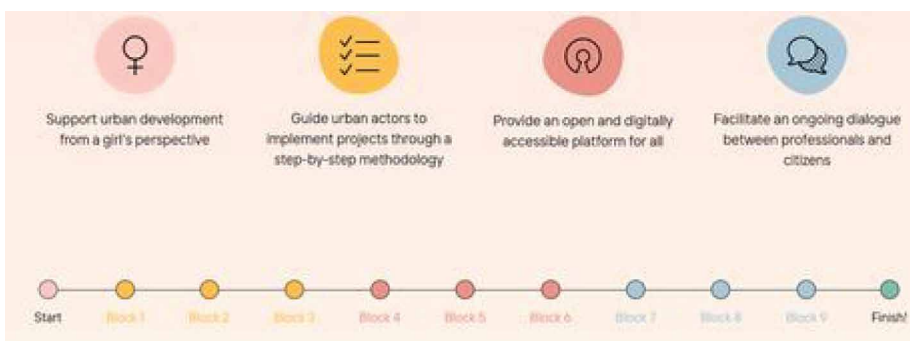 Support urban development
from a girl's perspective
Guide urban actors to
implement projects through a
step-by-step methodology
Provide an open and digitally
accessible platform for all
Facilitate an ongoing dialogue
between professionals and
citizens
Start Block 1 Block 2 Block 3 Block 4 Block 5 Block 6 Block 7 Block 8 Block 9 Finish!